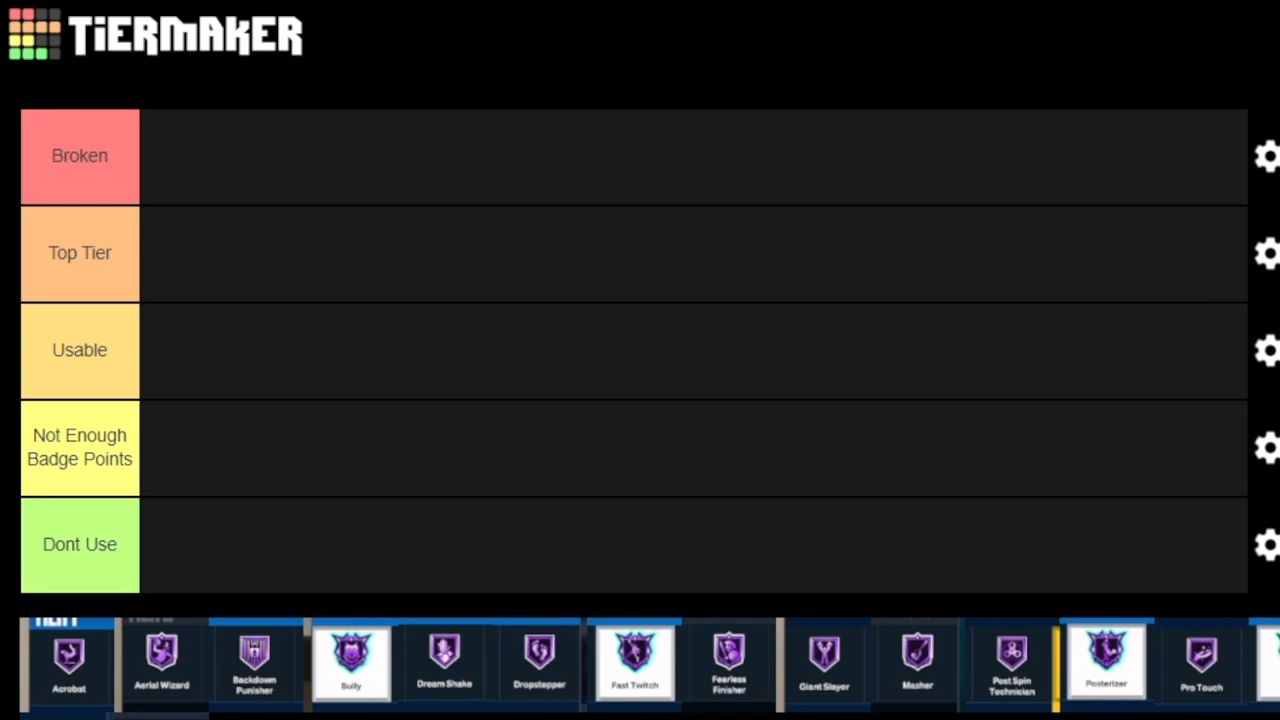 TiERMAKER
Broken
Top Tier
Usable
Not Enough
Badge Points
Dont Use
Acrobat
Aerial Wizard
Backdown
Punisher
Bully
Dream Shake
Dropstepper
Fast Twitch
Fearless
Finisher
Giant Slayer
Masher
Post Spin
Technician
Posterizer
Pro Touch